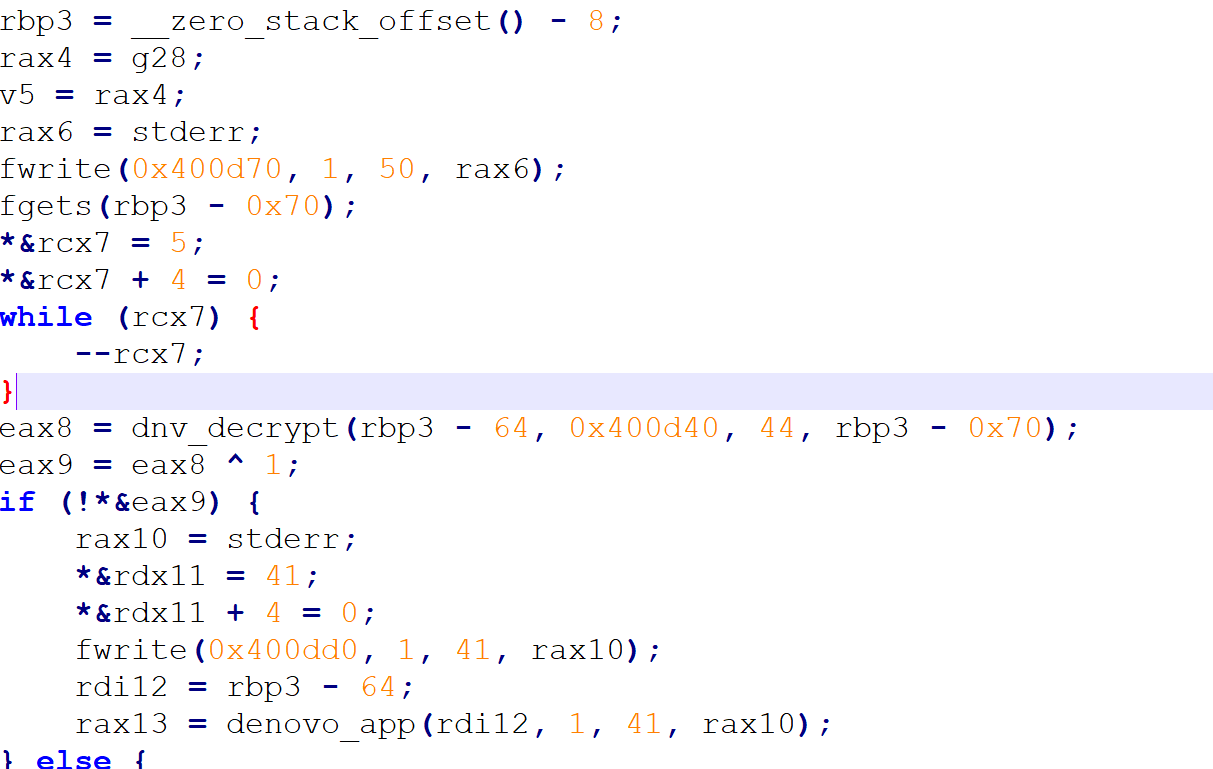 rbp3 = __zero_stack_offset() - 8;
rax4 = g28;
v5 = rax4;
rax6 = stderr;
fwrite(0x400d70, 1, 50, rax6);
fgets(rbp3 - 0x70);
*&rcx7 = 5;
*&rcx7 + 4 = 0;
while (rcx7) {
    --rcx7;
}
eax8 = dnv_decrypt(rbp3 - 64, 0x400d40, 44, rbp3 - 0x70);
eax9 = eax8 ^ 1;
if (!*&eax9) {
    rax10 = stderr;
    *&rdx11 = 41;
    *&rdx11 + 4 = 0;
    fwrite(0x400dd0, 1, 41, rax10);
    rdi12 = rbp3 - 64;
    rax13 = denovo_app(rdi12, 1, 41, rax10);
} else {